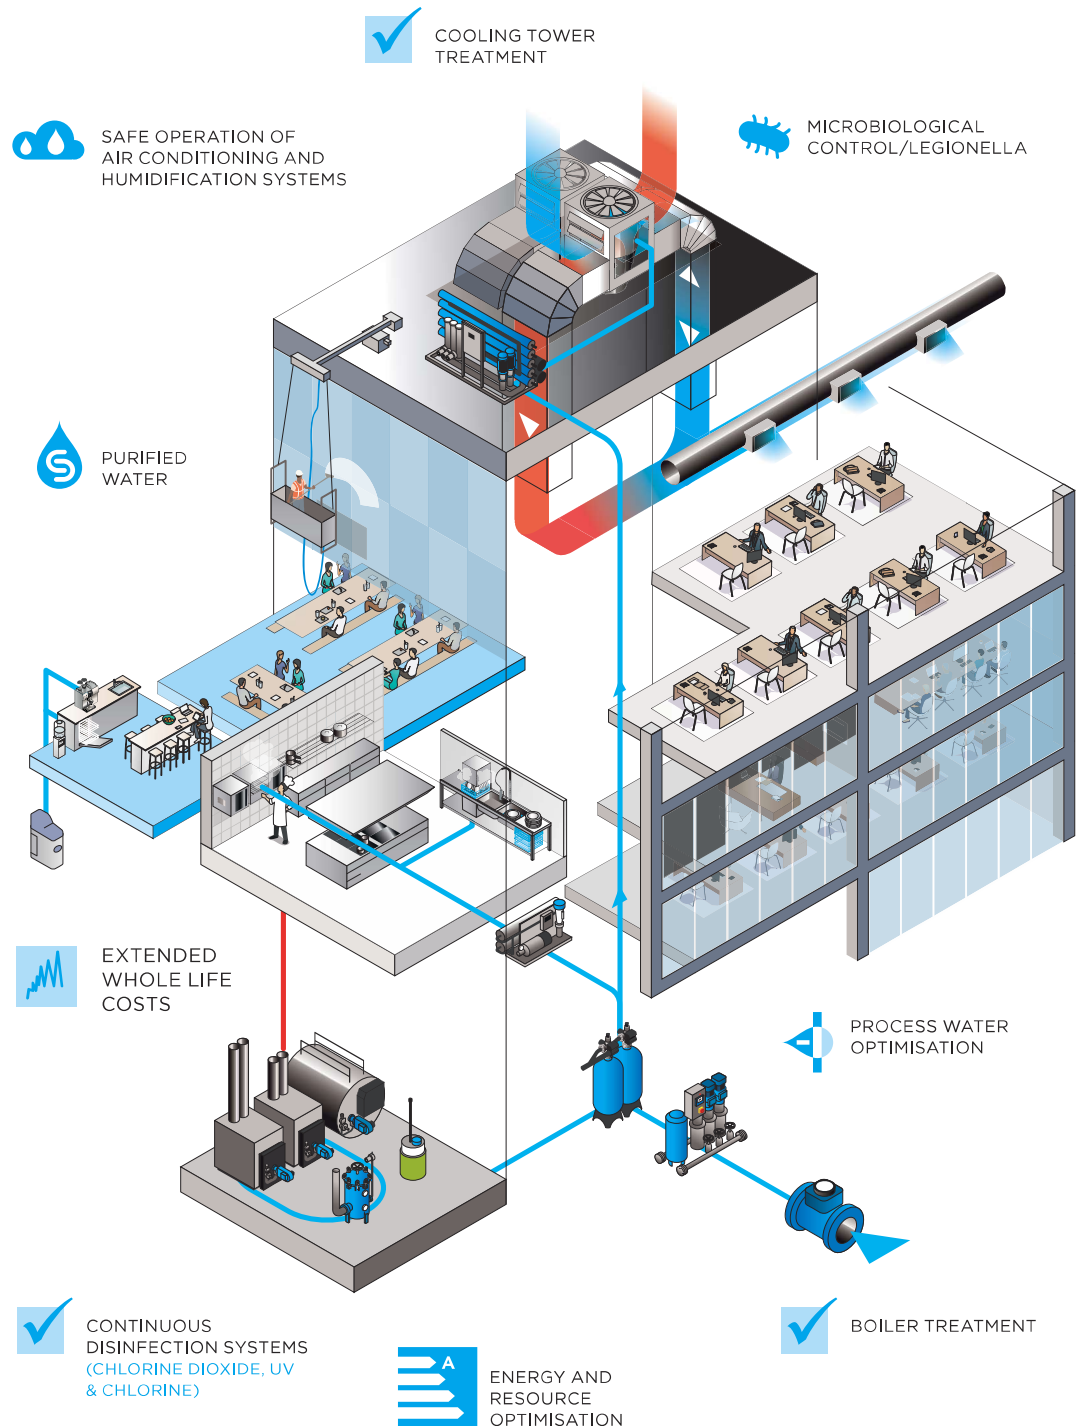 COOLING TOWER
TREATMENT
SAFE OPERATION OF
AIR CONDITIONING AND
HUMIDIFICATION SYSTEMS
MICROBIOLOGICAL
CONTROL/LEGIONELLA
PURIFIED
WATER
EXTENDED
WHOLE LIFE
COSTS
PROCESS WATER
OPTIMISATION
CONTINUOUS
DISINFECTION SYSTEMS
(CHLORINE DIOXIDE, UV
& CHLORINE)
A
ENERGY AND
RESOURCE
OPTIMISATION
BOILER TREATMENT